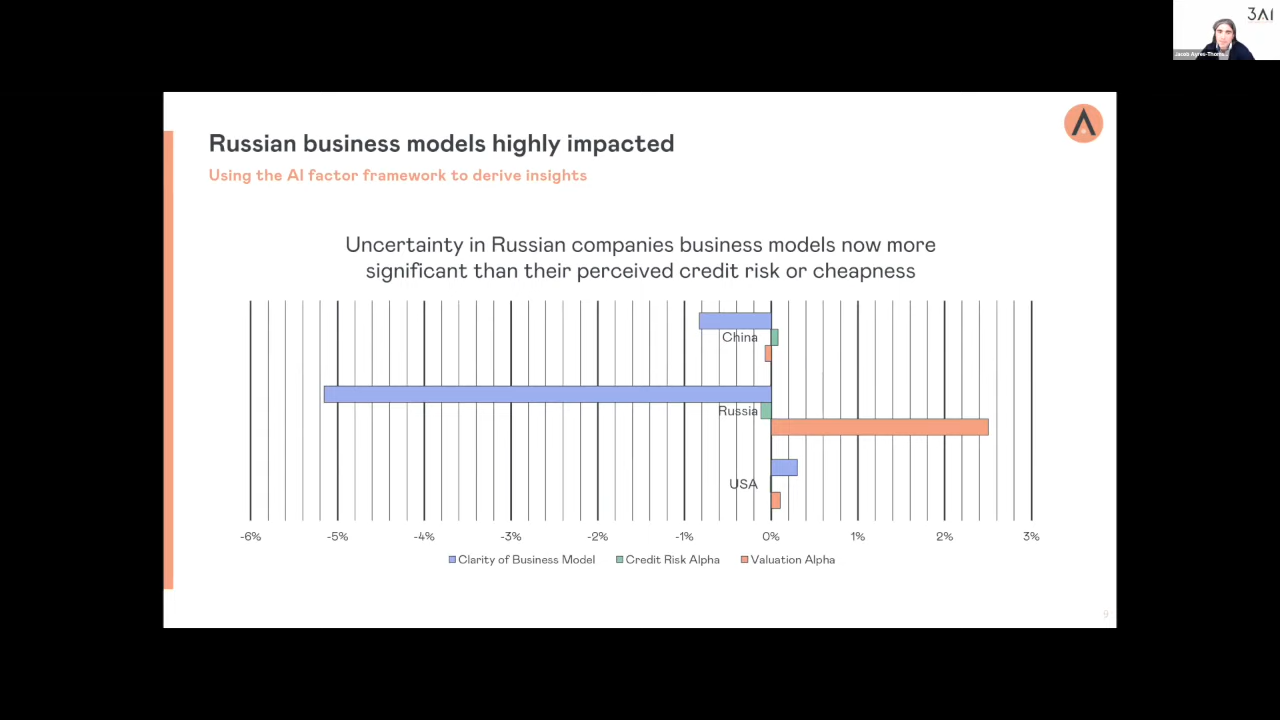 3AI
Russian business models highly impacted
Using the AI factor framework to derive insights
Uncertainty in Russian companies business models now more
significant than their perceived credit risk or cheapness
China
Russia
USA
-6% -5% -4% -3% -2% -1% 0% 1% 2% 3%
Clarity of Business Model Credit Risk Alpha Valuation Alpha
9